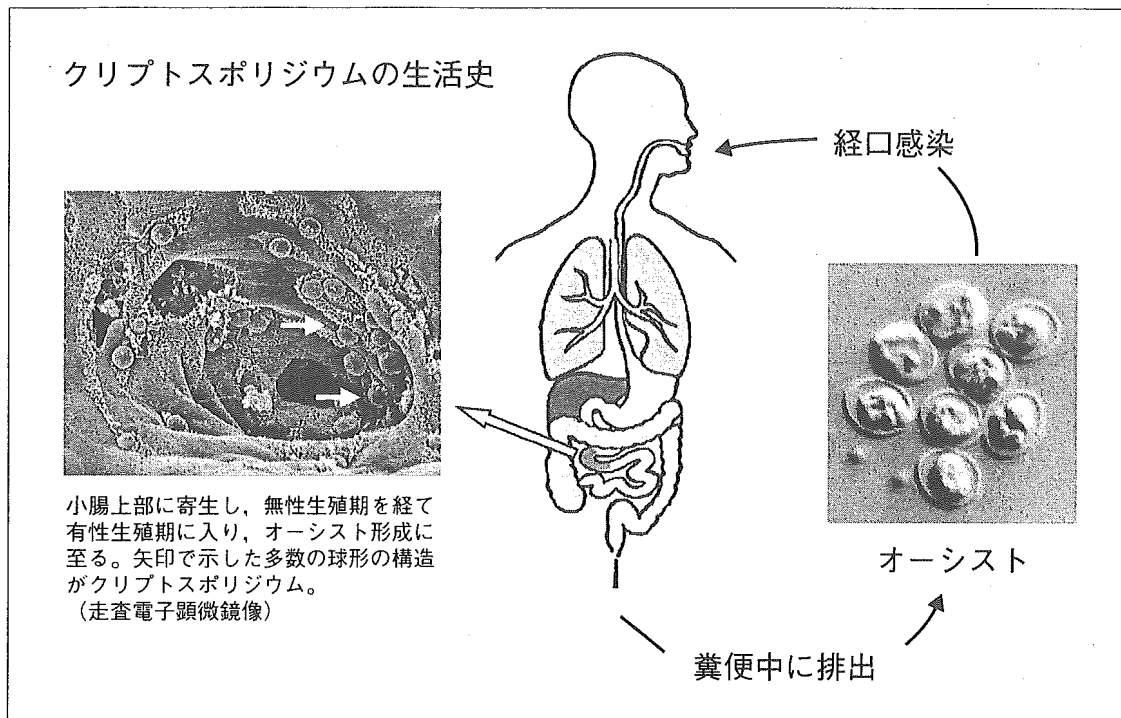 クリプトスポリジウムの生活史
経口感染
小腸上部に寄生し，無性生殖期を経て
有性生殖期に入り，オーシスト形成に
至る。矢印で示した多数の球形の構造
がクリプトスポリジウム。
（走査電子顕微鏡像）
オーシスト
糞便中に排出